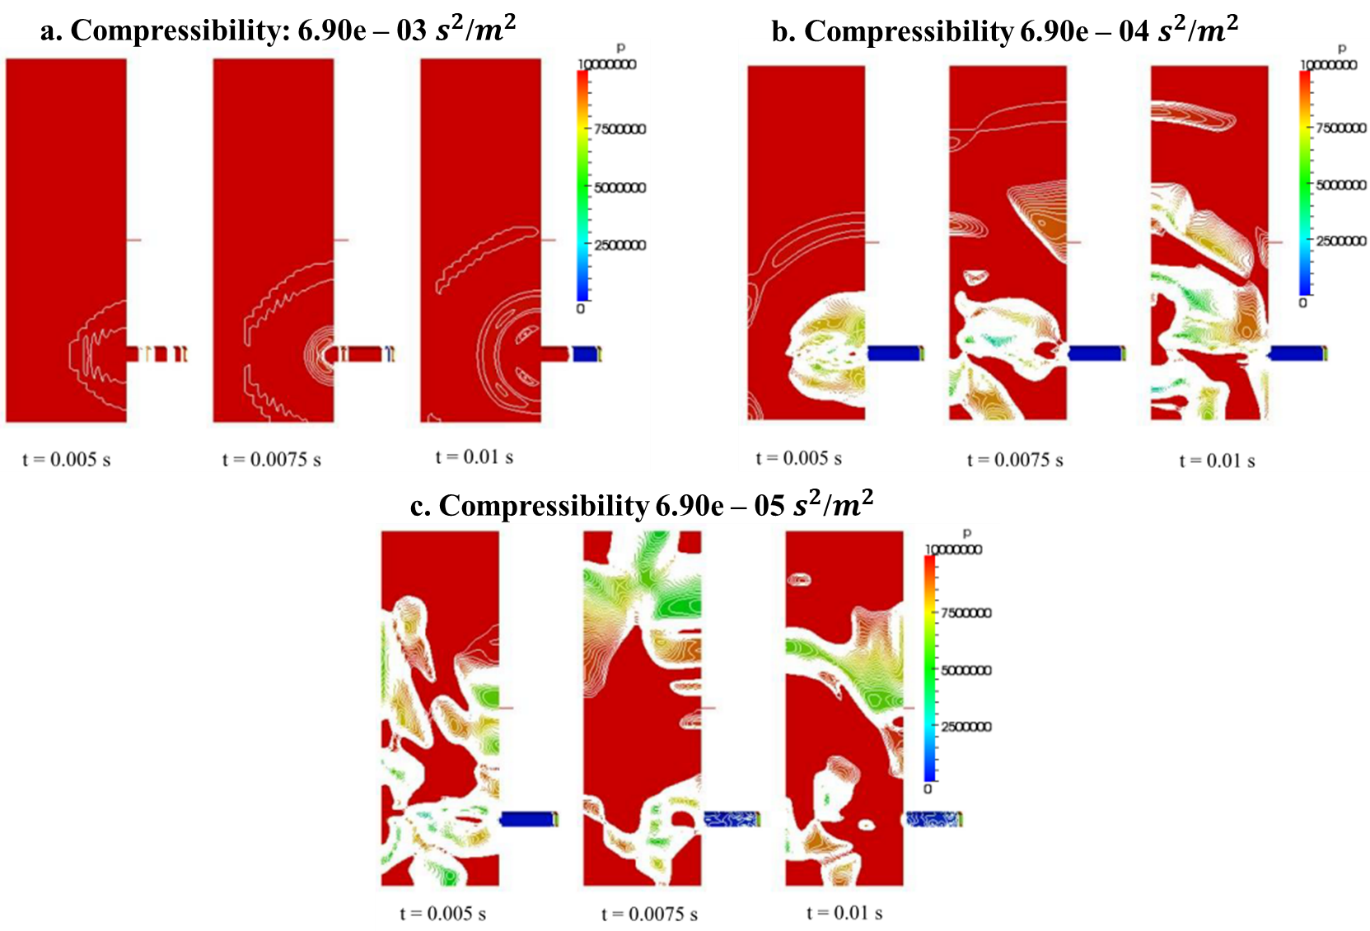 a. Compressibility: 6.90e – 03 s²/m²
p
10000000
7500000
5000000
2500000
0
t = 0.005 s
t = 0.0075 s
t = 0.01 s
b. Compressibility 6.90e – 04 s²/m²
p
10000000
7500000
5000000
2500000
0
t = 0.005 s
t = 0.0075 s
t = 0.01 s
c. Compressibility 6.90e – 05 s²/m²
p
10000000
7500000
5000000
2500000
0
t = 0.005 s
t = 0.0075 s
t = 0.01 s